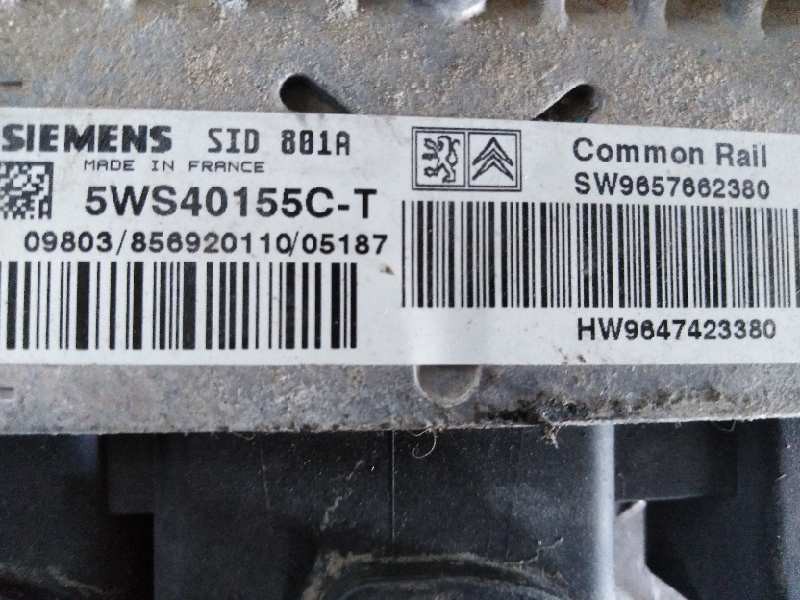 SIEMENS SID 801A
MADE IN FRANCE
5WS40155C-T
09803/856920110/05187
Common Rail
SW9657662380
HW9647423380